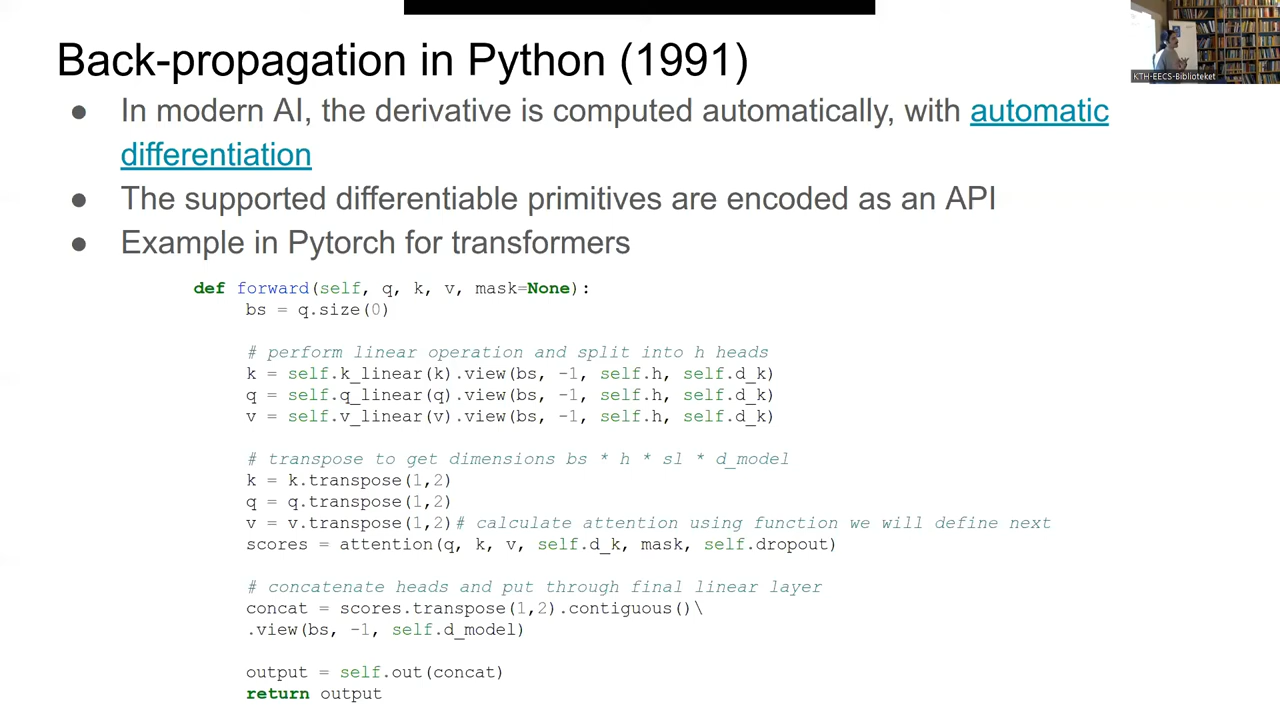 Back-propagation in Python (1991)
KTH-EECS-Biblioteket
● In modern AI, the derivative is computed automatically, with automatic
differentiation
● The supported differentiable primitives are encoded as an API
● Example in Pytorch for transformers
def forward(self, q, k, v, mask=None):
bs = q.size(0)
# perform linear operation and split into h heads
k = self.k_linear(k).view(bs, -1, self.h, self.d_k)
q = self.q_linear(q).view(bs, -1, self.h, self.d_k)
v = self.v_linear(v).view(bs, -1, self.h, self.d_k)
# transpose to get dimensions bs * h * sl * d_model
k = k.transpose(1,2)
q = q.transpose(1,2)
v = v.transpose(1,2)# calculate attention using function we will define next
scores = attention(q, k, v, self.d_k, mask, self.dropout)
# concatenate heads and put through final linear layer
concat = scores.transpose(1,2).contiguous()\
.view(bs, -1, self.d_model)
output = self.out(concat)
return output